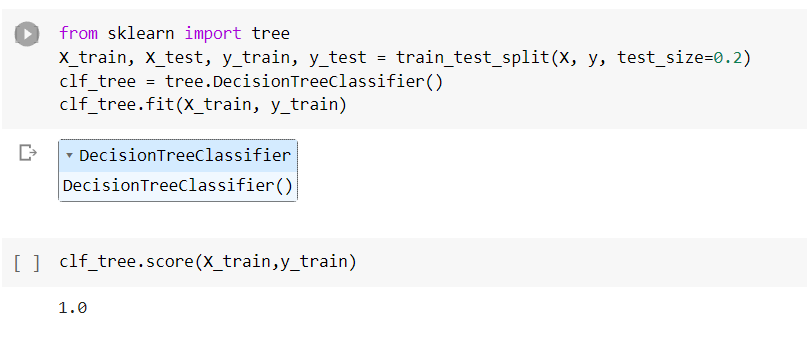 from sklearn import tree
X_train, X_test, y_train, y_test = train_test_split(X, y, test_size=0.2)
clf_tree = tree.DecisionTreeClassifier()
clf_tree.fit(X_train, y_train)
▾ DecisionTreeClassifier
DecisionTreeClassifier()
[ ] clf_tree.score(X_train,y_train)
1.0